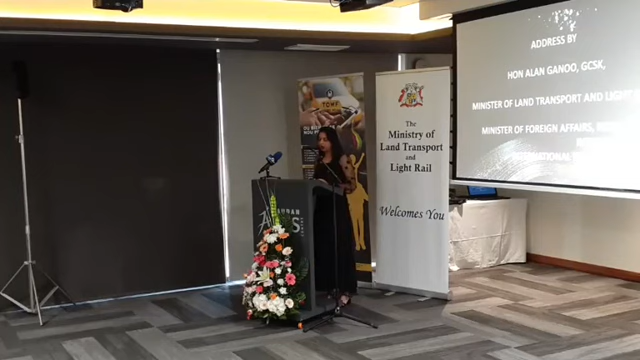 ADDRESS BY
HON ALAN GANOO, GCSK,
MINISTER OF LAND TRANSPORT AND LIGHT
MINISTER OF FOREIGN AFFAIRS,
INTERNATIONAL
The
Ministry of
Land Transport
and
Light Rail
Welcomes You